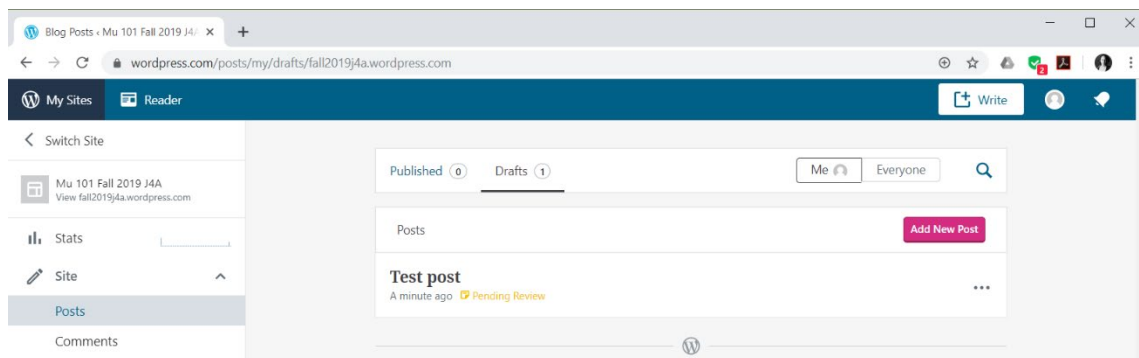 Blog Posts ‹ Mu 101 Fall 2019 J4A
wordpress.com/posts/my/drafts/fall2019j4a.wordpress.com
2
My Sites Reader Write
Switch Site
Published 0 Drafts 1 Me Everyone
Mu 101 Fall 2019 J4A
View fall2019j4a.wordpress.com
Posts Add New Post
Stats
Site
Test post
A minute ago Pending Review
Posts
Comments